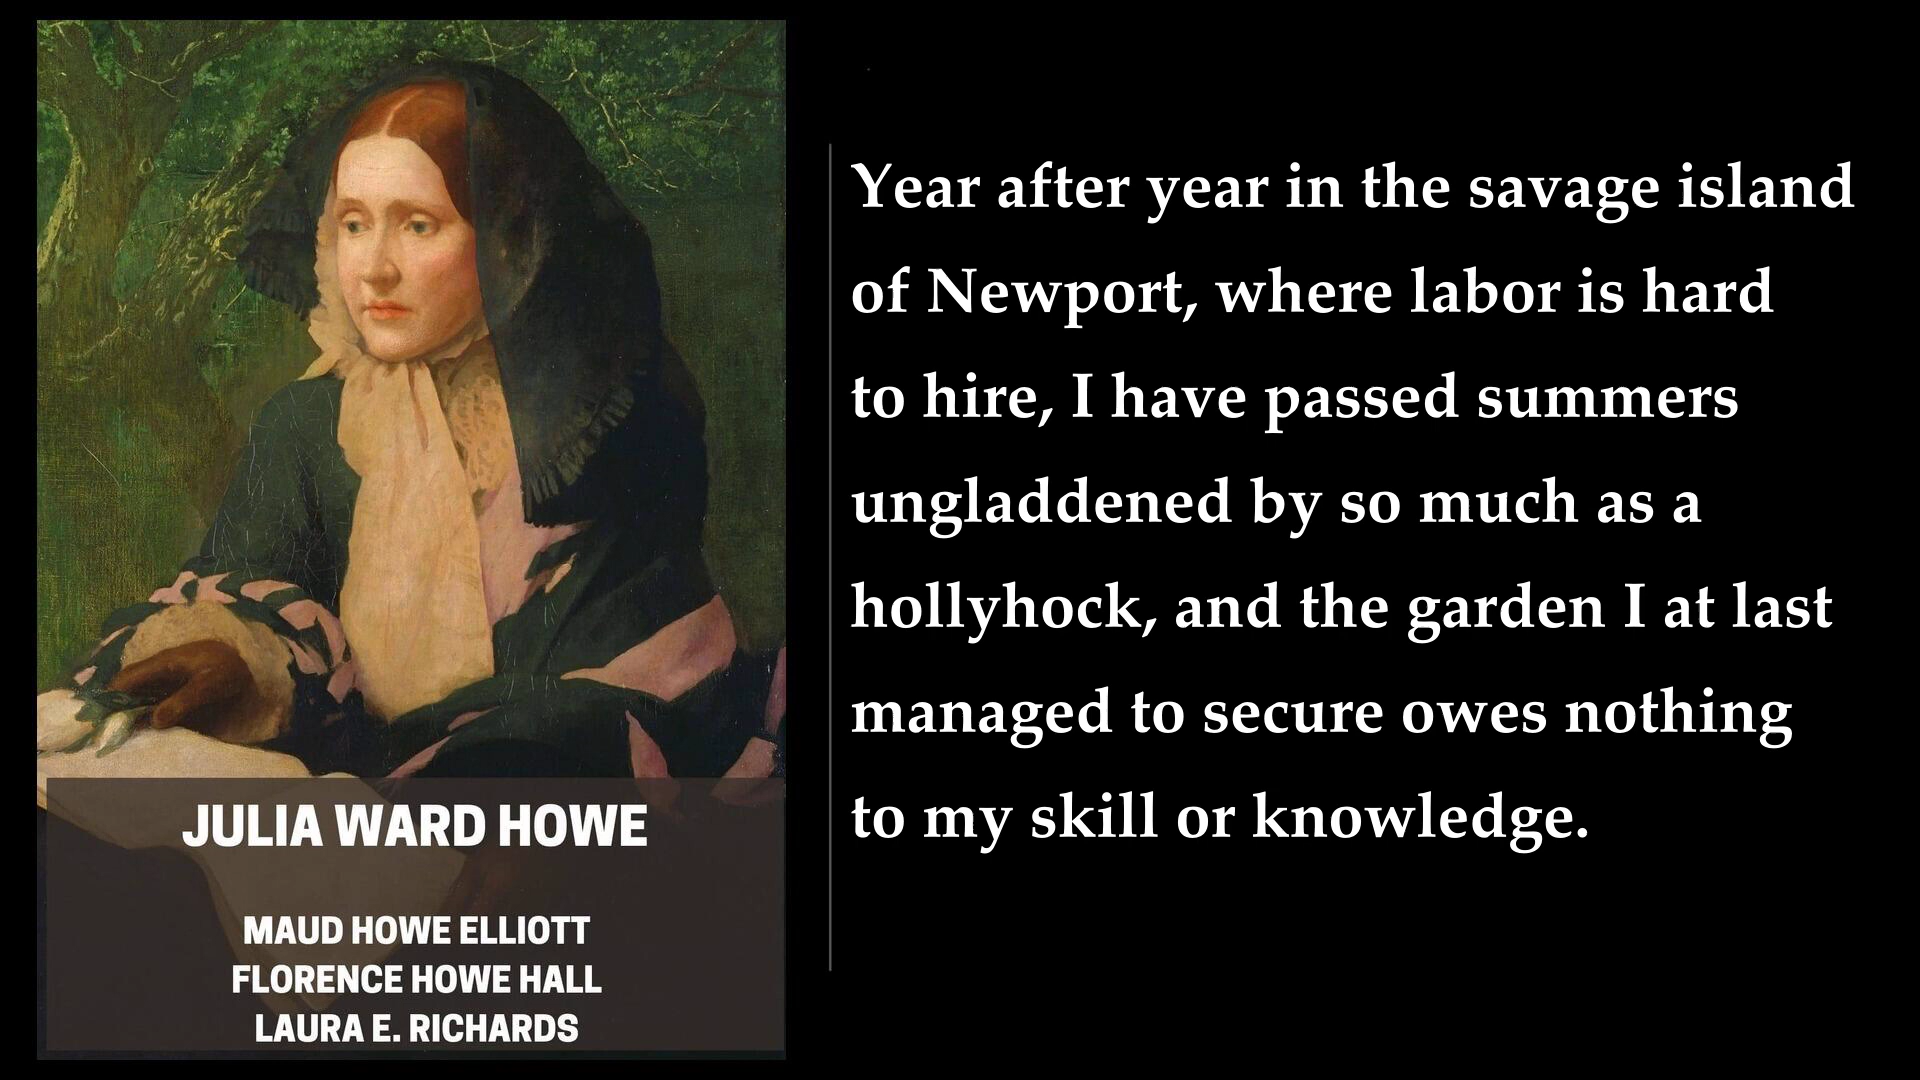 JULIA WARD HOWE
MAUD HOWE ELLIOTT
FLORENCE HOWE HALL
LAURA E. RICHARDS
Year after year in the savage island
of Newport, where labor is hard
to hire, I have passed summers
ungladdened by so much as a
hollyhock, and the garden I at last
managed to secure owes nothing
to my skill or knowledge.